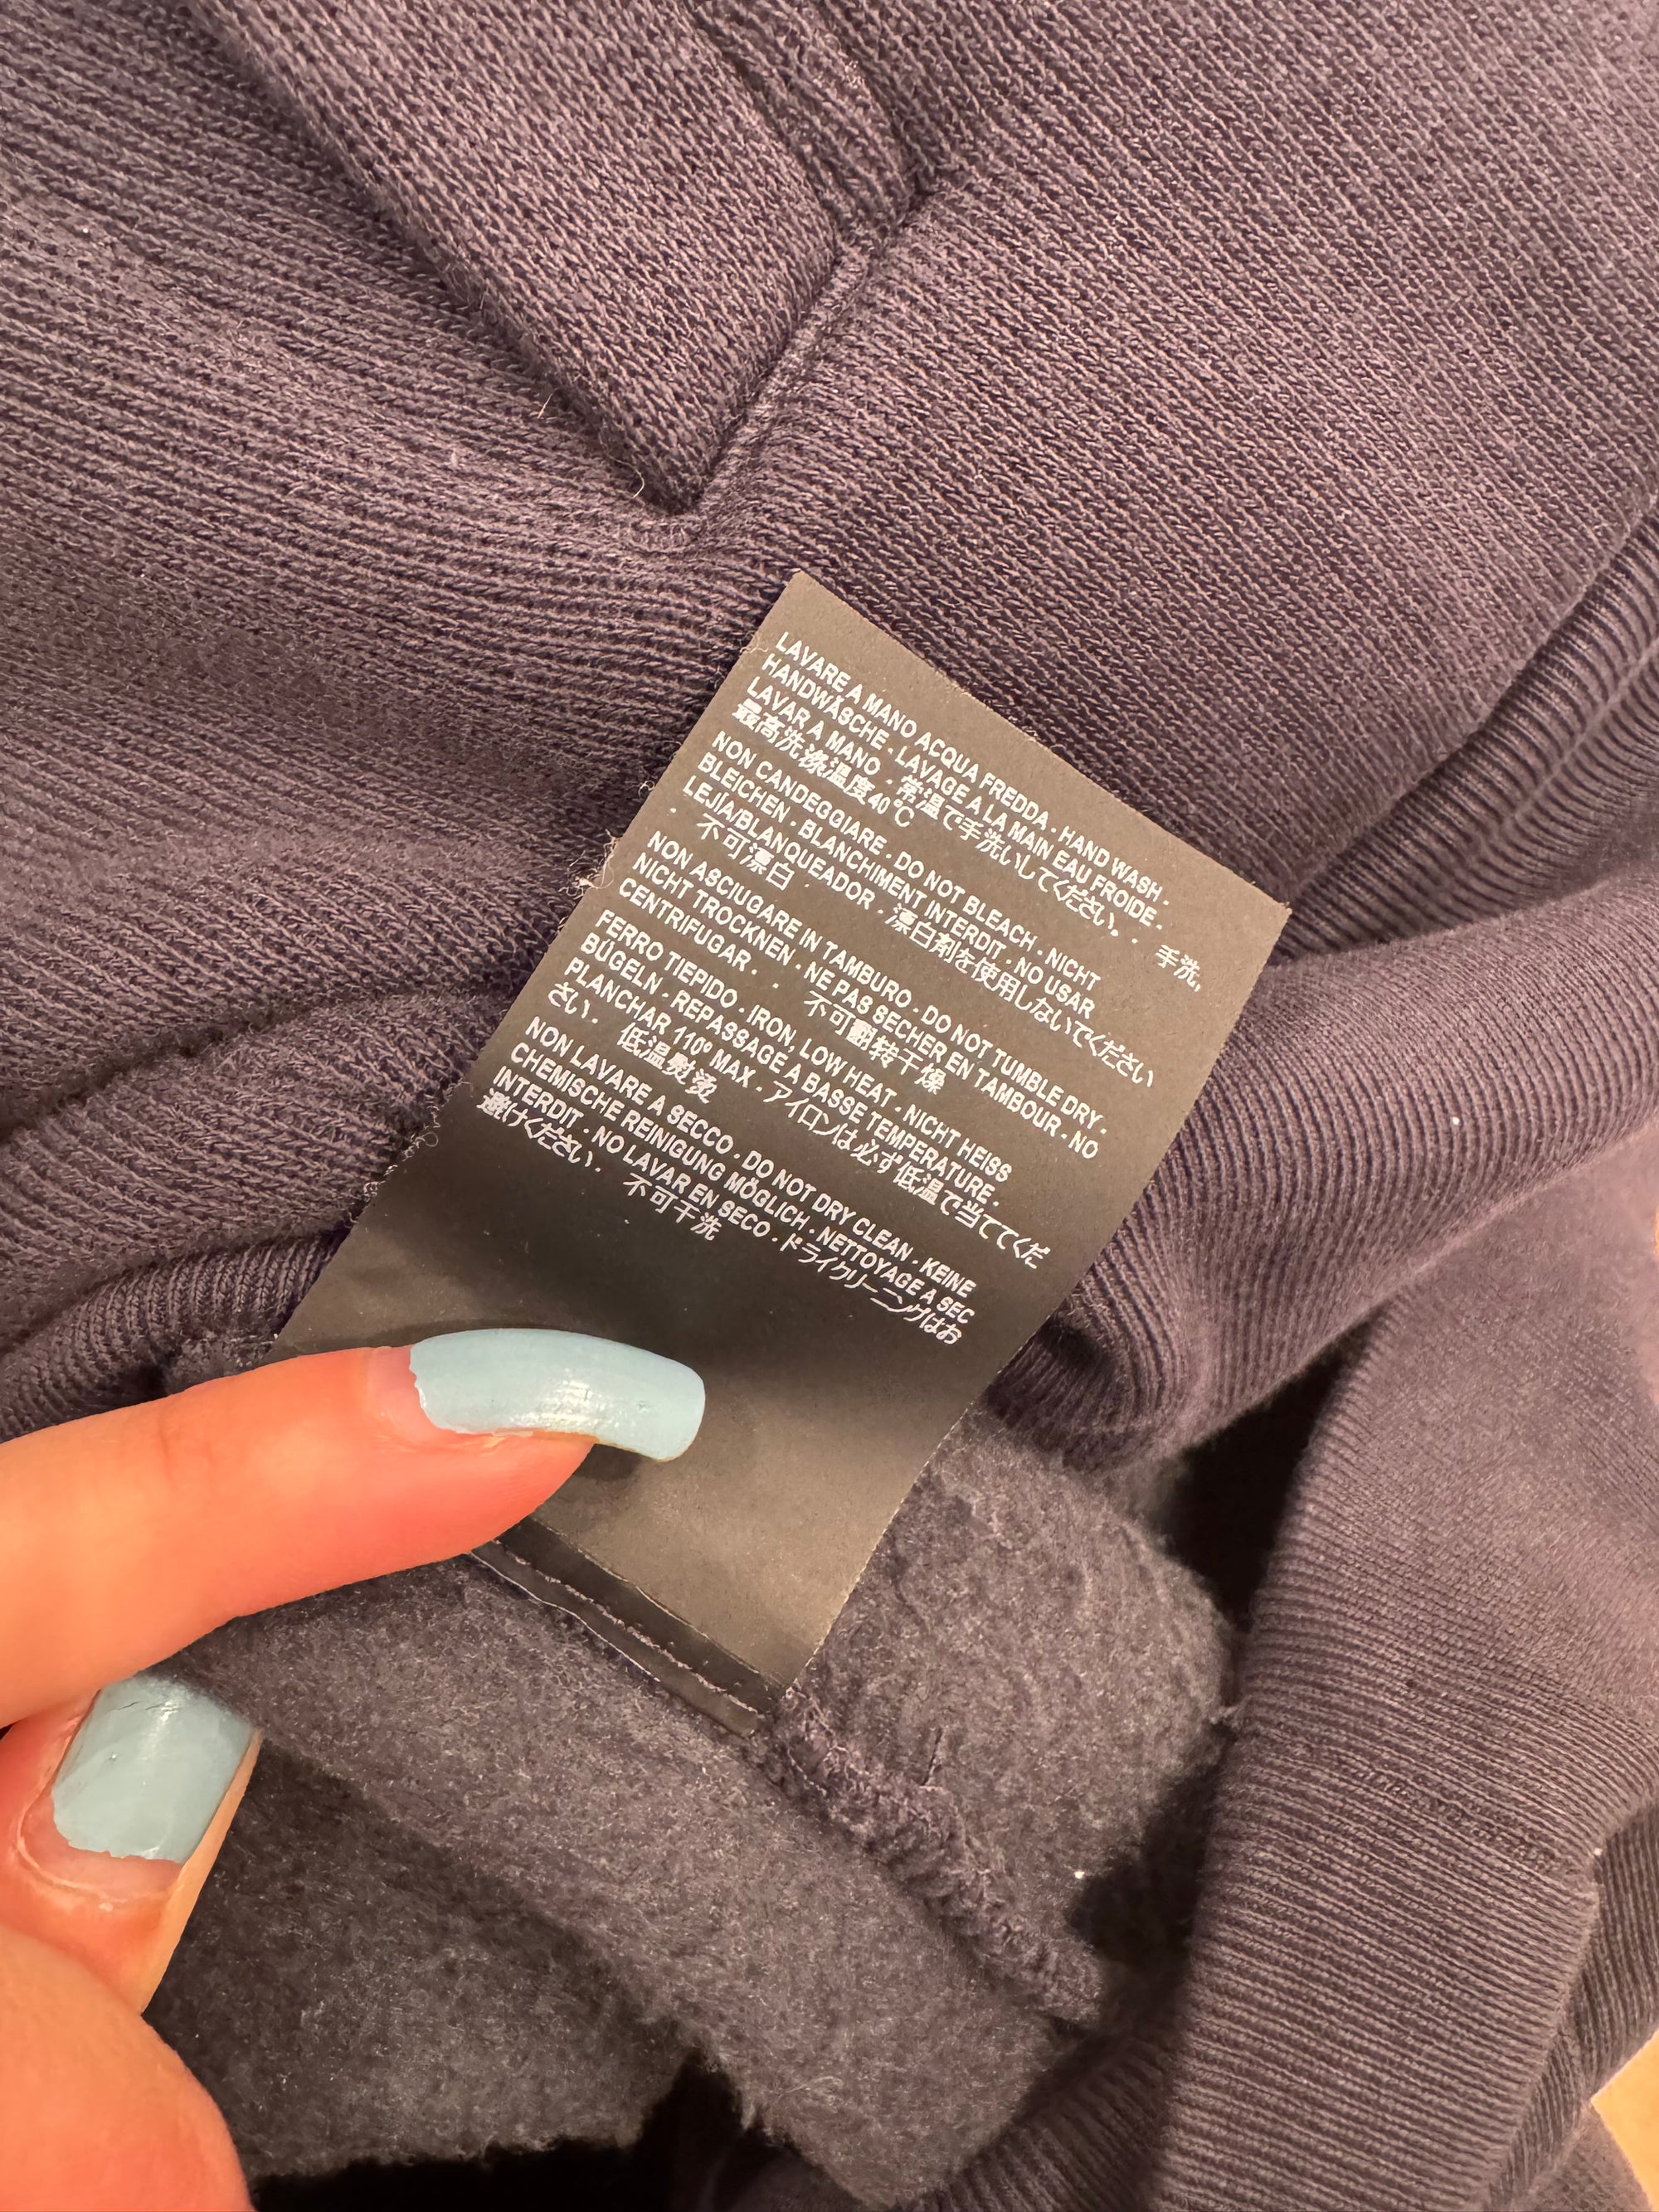 LAVARE A MANO ACQUA FREDDA · HAND WASH ·
HANDWÄSCHE · LAVAGE A LA MAIN EAU FROIDE ·
LAVAR A MANO · 常温で手洗いしてください。 · 手洗,
最高洗涤温度40°C
NON CANDEGGIARE · DO NOT BLEACH · NICHT
BLEICHEN · BLANCHIMENT INTERDIT · NO USAR
LEJÍA/BLANQUEADOR · 漂白剤を使用しないでください
· 不可漂白
NON ASCIUGARE IN TAMBURO · DO NOT TUMBLE DRY ·
NICHT TROCKNEN · NE PAS SECHER EN TAMBOUR · NO
CENTRIFUGAR · · 不可翻转干燥
FERRO TIEPIDO · IRON, LOW HEAT · NICHT HEISS
BÜGELN · REPASSAGE A BASSE TEMPERATURE ·
PLANCHAR 110º MAX · アイロンは必ず低温で当ててくだ
さい · 低温熨烫
NON LAVARE A SECCO · DO NOT DRY CLEAN · KEINE
CHEMISCHE REINIGUNG MÖGLICH · NETTOYAGE A SEC
INTERDIT · NO LAVAR EN SECO · ドライクリーニングはお
避けください · 不可干洗